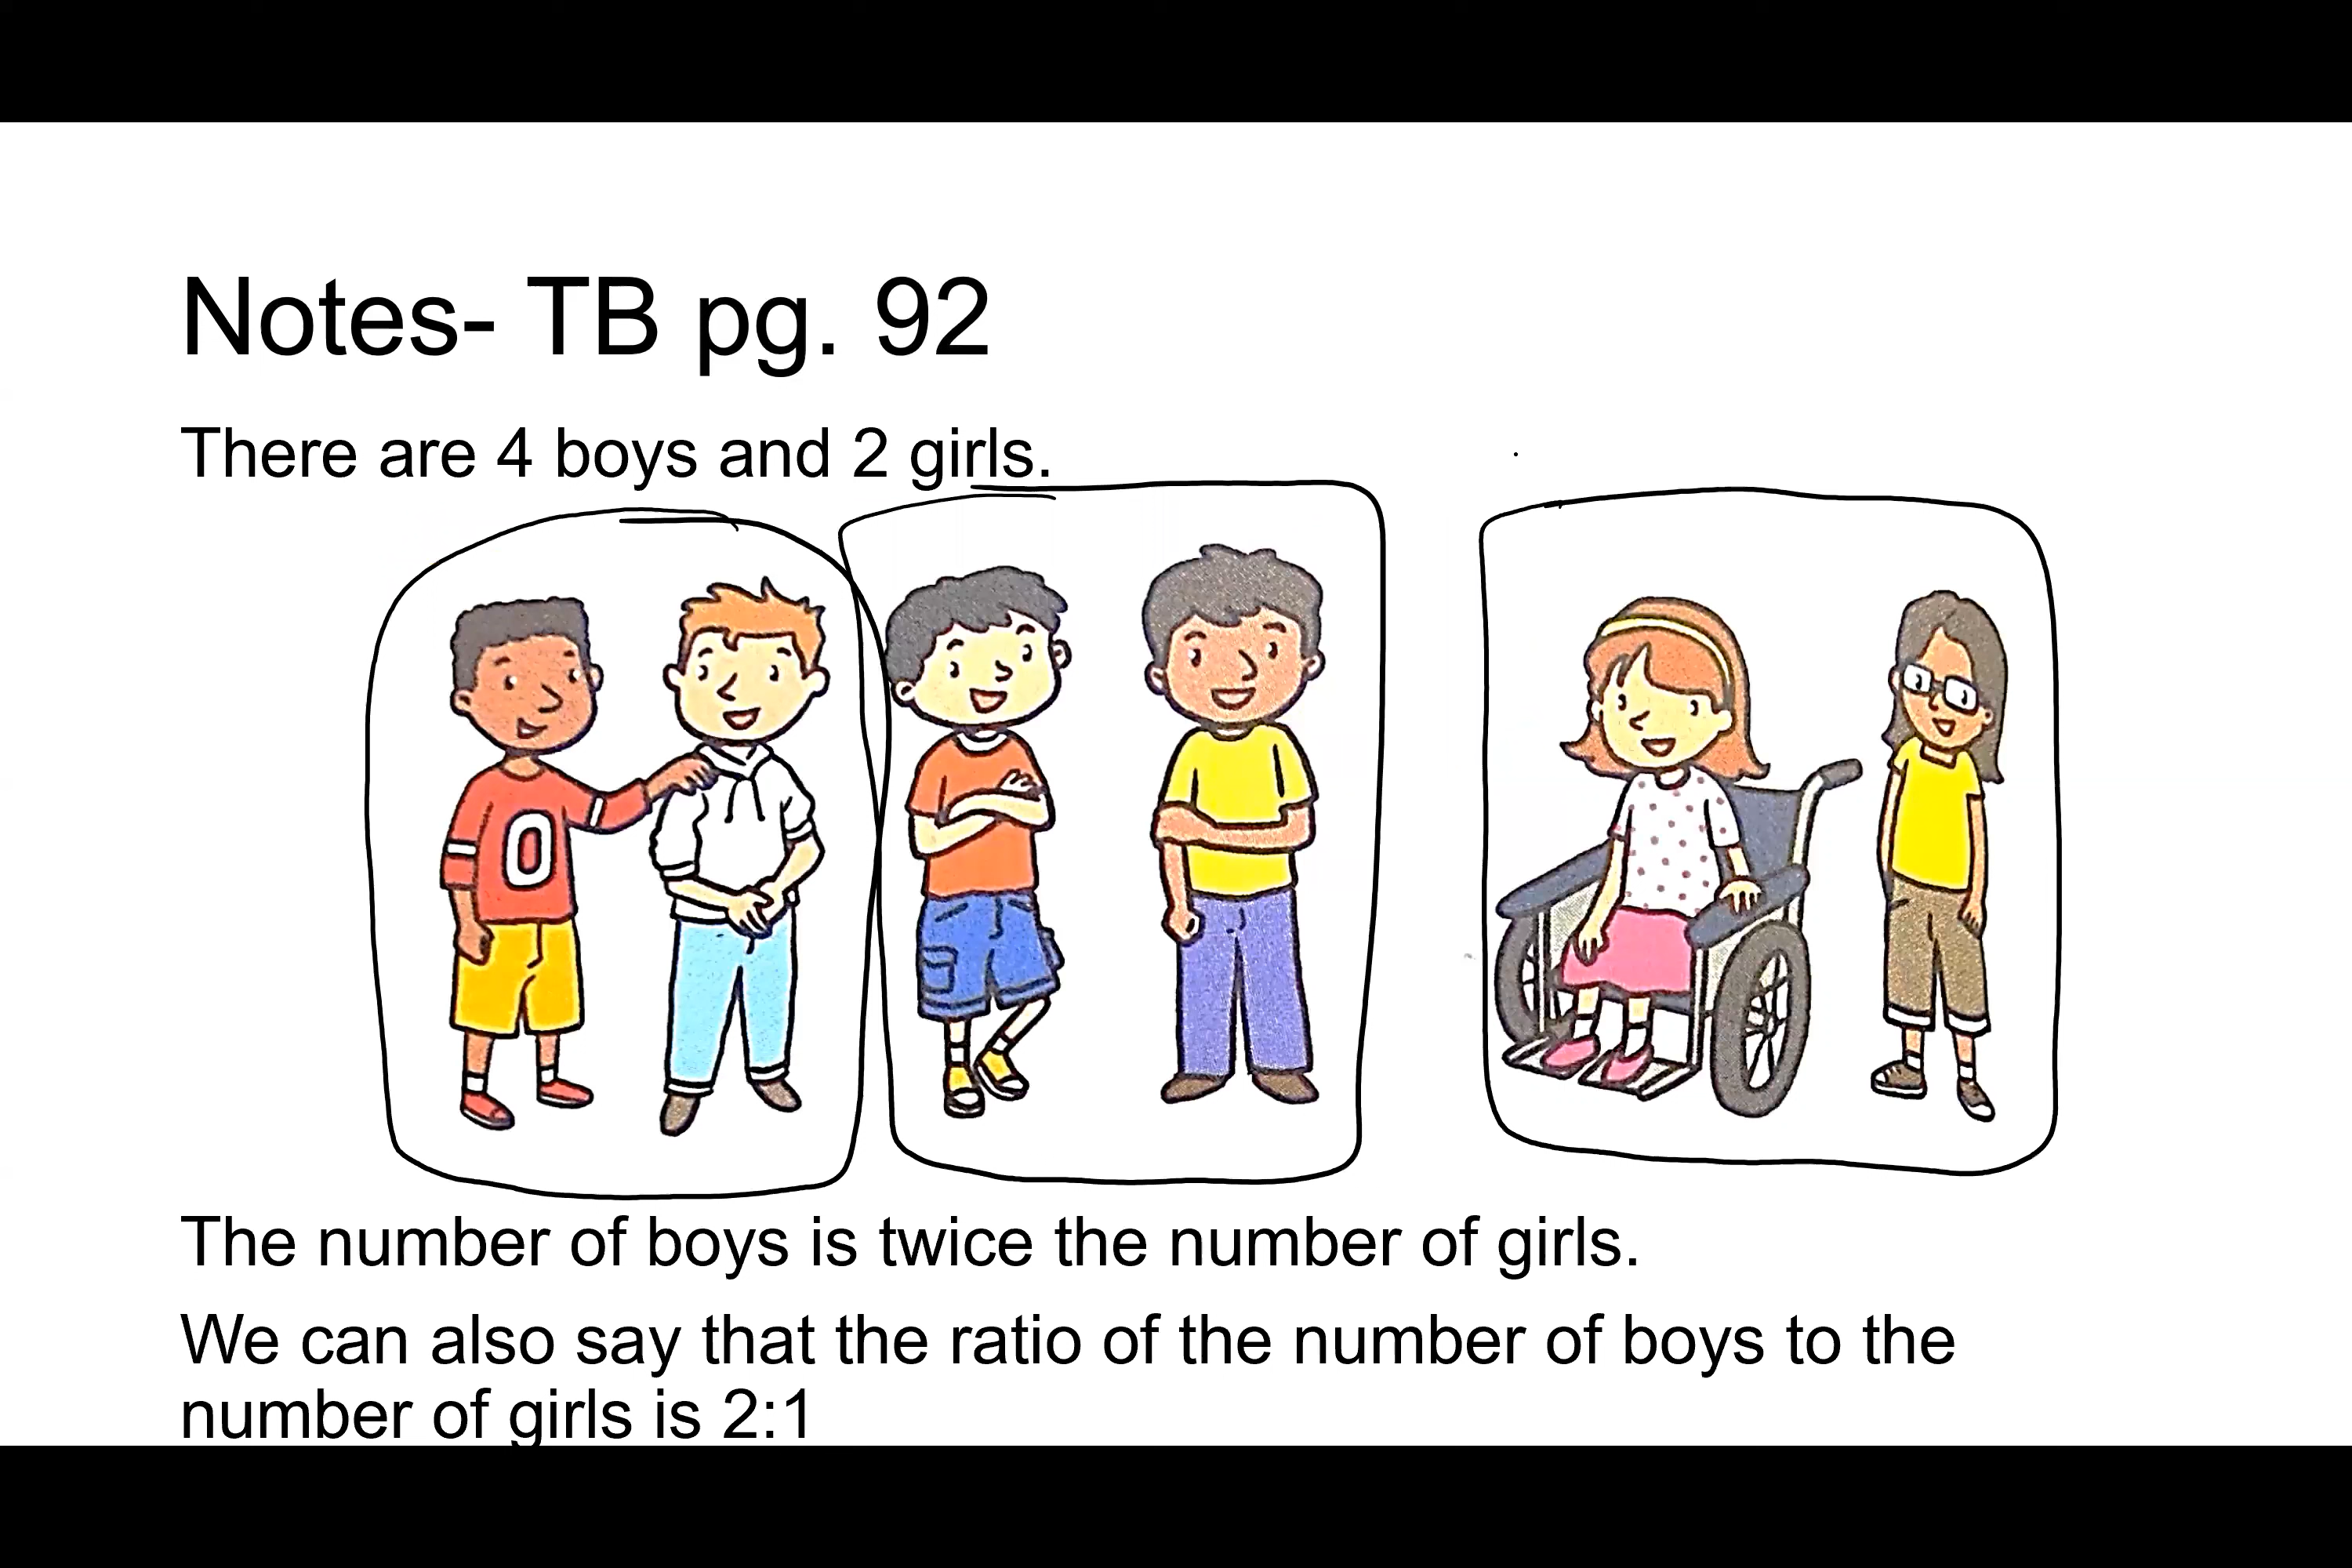 Notes- TB pg. 92
There are 4 boys and 2 girls.
0
The number of boys is twice the number of girls.
We can also say that the ratio of the number of boys to the
number of girls is 2:1